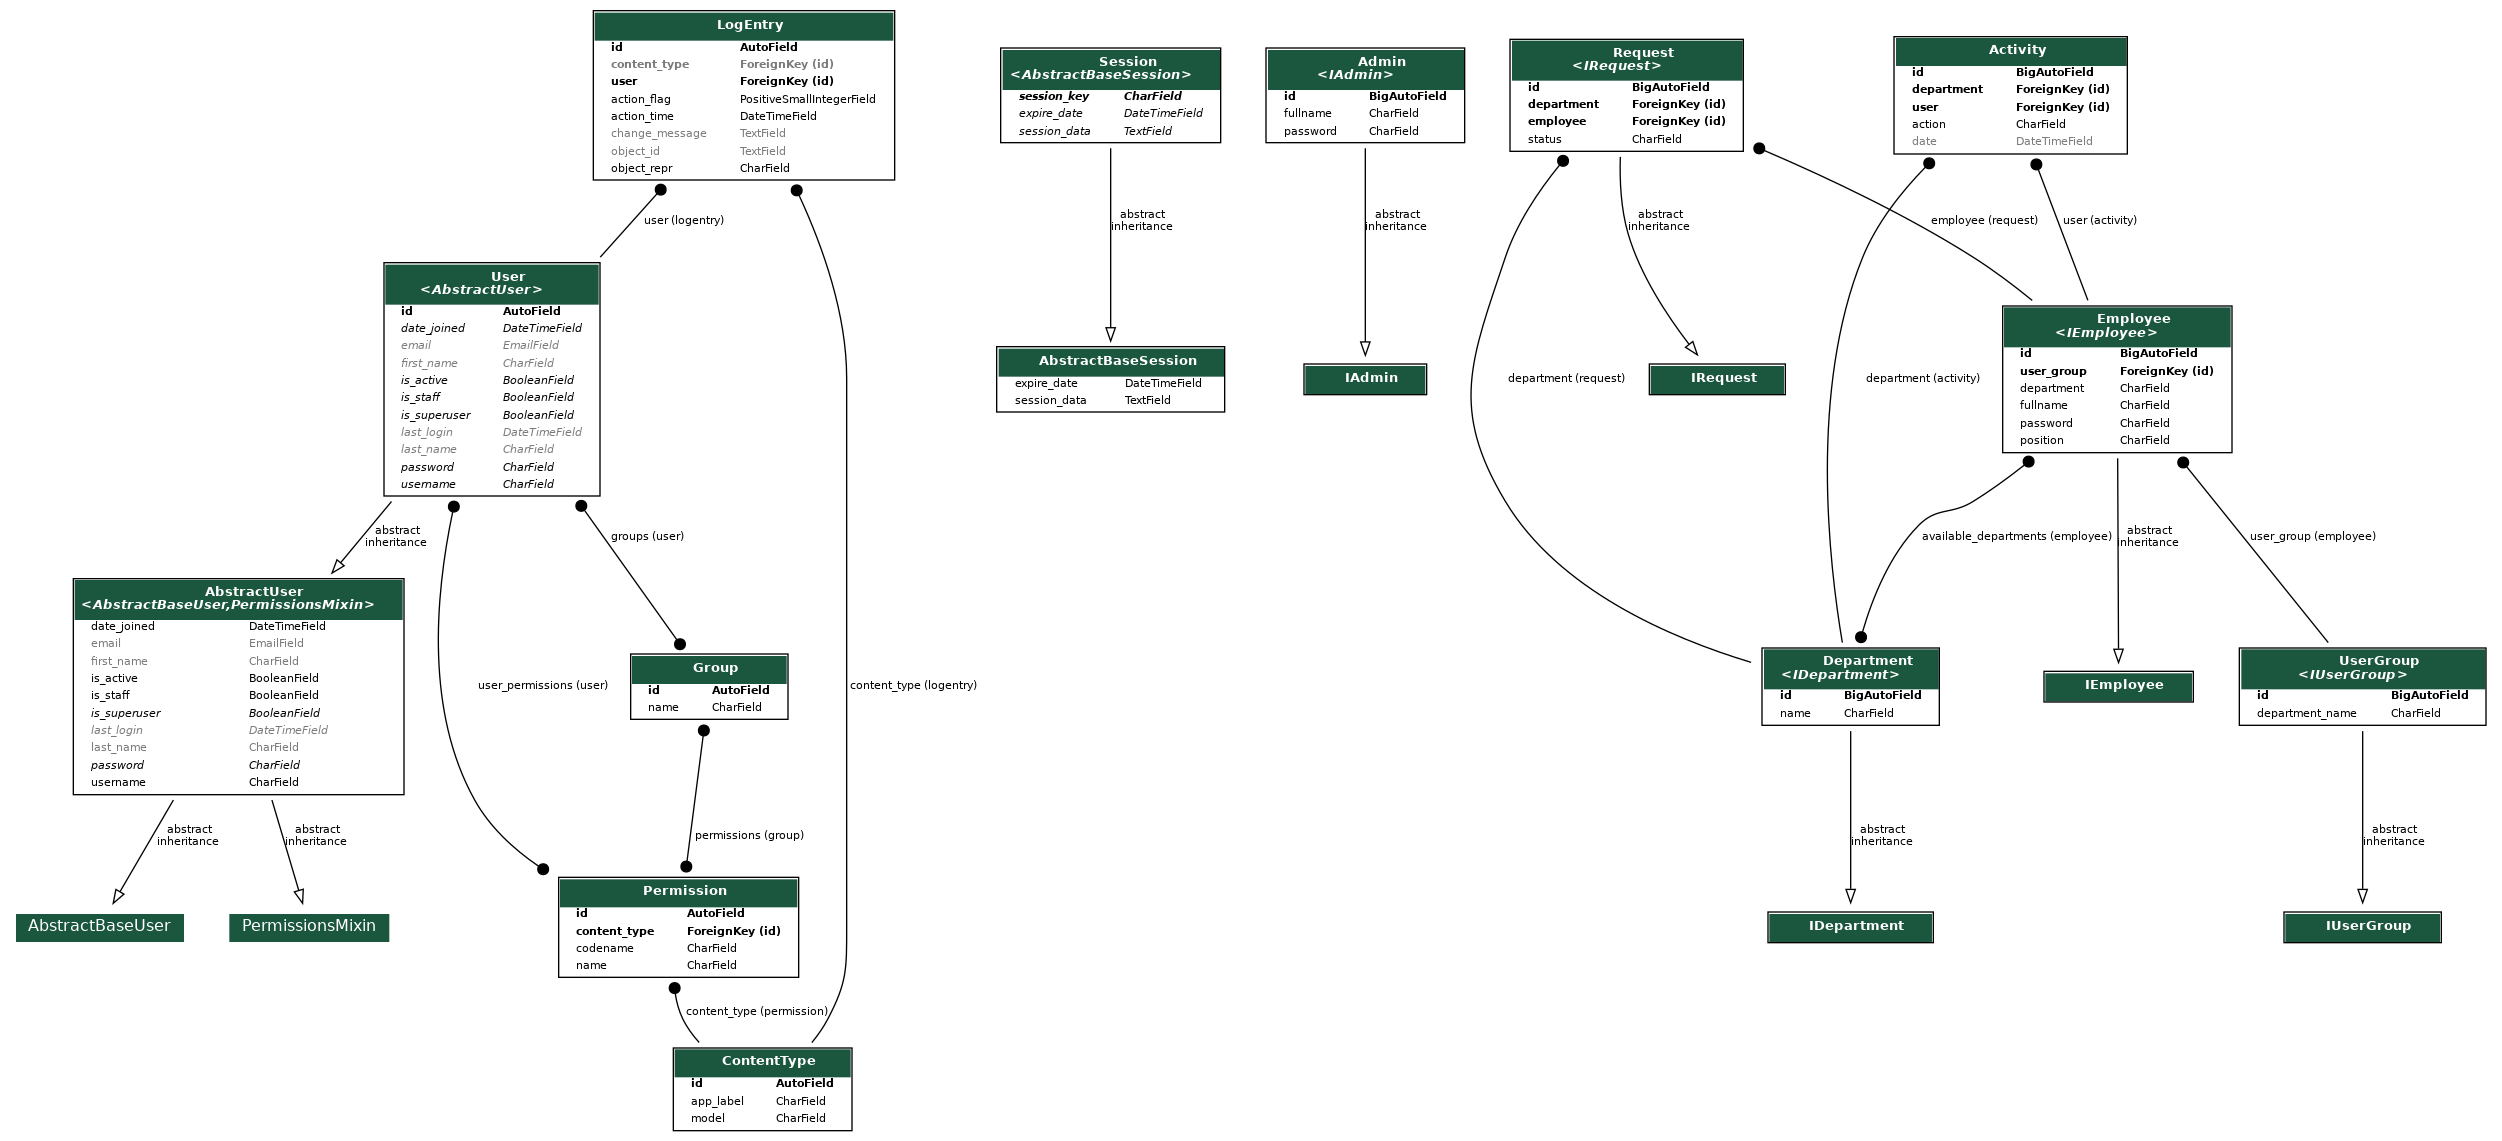 LogEntry
id AutoField
content_type ForeignKey (id)
user ForeignKey (id)
action_flag PositiveSmallIntegerField
action_time DateTimeField
change_message TextField
object_id TextField
object_repr CharField
Session
<AbstractBaseSession>
session_key CharField
expire_date DateTimeField
session_data TextField
Admin
<IAdmin>
id BigAutoField
fullname CharField
password CharField
Request
<IRequest>
id BigAutoField
department ForeignKey (id)
employee ForeignKey (id)
status CharField
Activity
id BigAutoField
department ForeignKey (id)
user ForeignKey (id)
action CharField
date DateTimeField
user (logentry)
abstract
inheritance
abstract
inheritance
abstract
inheritance
employee (request)
user (activity)
User
<AbstractUser>
id AutoField
date_joined DateTimeField
email EmailField
first_name CharField
is_active BooleanField
is_staff BooleanField
is_superuser BooleanField
last_login DateTimeField
last_name CharField
password CharField
username CharField
AbstractBaseSession
expire_date DateTimeField
session_data TextField
IAdmin
department (request)
IRequest
department (activity)
Employee
<IEmployee>
id BigAutoField
user_group ForeignKey (id)
department CharField
fullname CharField
password CharField
position CharField
abstract
inheritance
groups (user)
available_departments (employee)
abstract
inheritance
user_group (employee)
AbstractUser
<AbstractBaseUser,PermissionsMixin>
date_joined DateTimeField
email EmailField
first_name CharField
is_active BooleanField
is_staff BooleanField
is_superuser BooleanField
last_login DateTimeField
last_name CharField
password CharField
username CharField
user_permissions (user)
Group
id AutoField
name CharField
content_type (logentry)
Department
<IDepartment>
id BigAutoField
name CharField
IEmployee
UserGroup
<IUserGroup>
id BigAutoField
department_name CharField
abstract
inheritance
abstract
inheritance
permissions (group)
abstract
inheritance
abstract
inheritance
AbstractBaseUser
PermissionsMixin
Permission
id AutoField
content_type ForeignKey (id)
codename CharField
name CharField
IDepartment
IUserGroup
content_type (permission)
ContentType
id AutoField
app_label CharField
model CharField